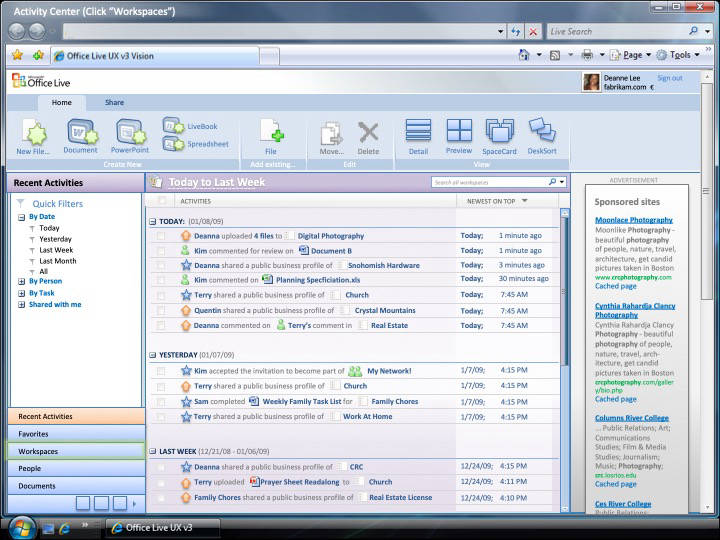 Activity Center (Click “Workspaces”)
Live Search
Office Live UX v3 Vision
Page
Tools
Microsoft
Office Live
Deanne Lee
fabrikam.com €
Sign out
Home
Share
New File...
Document
PowerPoint
LiveBook
Spreadsheet
File
Move...
Delete
Detail
Preview
SpaceCard
DeskSort
Create New
Add existing...
Edit
View
Recent Activities
Quick Filters
By Date
Today
Yesterday
Last Week
Last Month
All
By Person
By Task
Shared with me
Recent Activities
Favorites
Workspaces
People
Documents
Today to Last Week
Search all workspaces
ACTIVITIES
NEWEST ON TOP
TODAY: (01/08/09)
Deanna uploaded 4 files to Digital Photography Today; 1 minute ago
Kim commented for review on Document B Today; 1 minute ago
Deanna shared a public business profile of Snohomish Hardware Today; 3 minutes ago
Kim commented on Planning Specficiation.xls Today; 30 minutes ago
Terry shared a public business profile of Church Today; 7:45 AM
Quentin shared a public business profile of Crystal Mountains Today; 7:45 AM
Deanna commented on Terry's comment in Real Estate Today; 7:45 AM
YESTERDAY (01/07/09)
Kim accepted the invitation to become part of My Network! 1/7/09; 4:15 PM
Terry shared a public business profile of Church 1/7/09; 4:15 PM
Sam completed Weekly Family Task List for Family Chores 1/7/09; 4:15 PM
Terry shared a public business profile of Work At Home 1/7/09; 4:15 PM
LAST WEEK (12/21/08 - 01/06/09)
Deanna shared a public business profile of CRC 12/24/09; 4:15 PM
Terry uploaded Prayer Sheet Readalong to Church 12/24/09; 4:11 PM
Family Chores shared a public business profile of Real Estate License 12/24/09; 4:10 PM
ADVERTISEMENT
Sponsored sites
Moonlace Photography
Moonlike Photography -
beautiful photography
of people, nature, travel,
architecture, get candid
pictures taken in Boston
www.crcphotography.com
Cached page
Cynthia Rahardja Clancy
Photography
Cynthia Rahardja Clancy
Photography - beautiful
photography of people,
nature, travel, arch-
itecture, get candid
pictures taken in Boston
crcphotography.com/galler
y/bio.php
Cached page
Columns River College
... Public Relations; Art;
Communications
Studies; Film & Media
Studies; Journalism;
Music; Photography;
crc.losrios.edu
Cached page
Ces River College
Public Relations;
Office Live UX v3